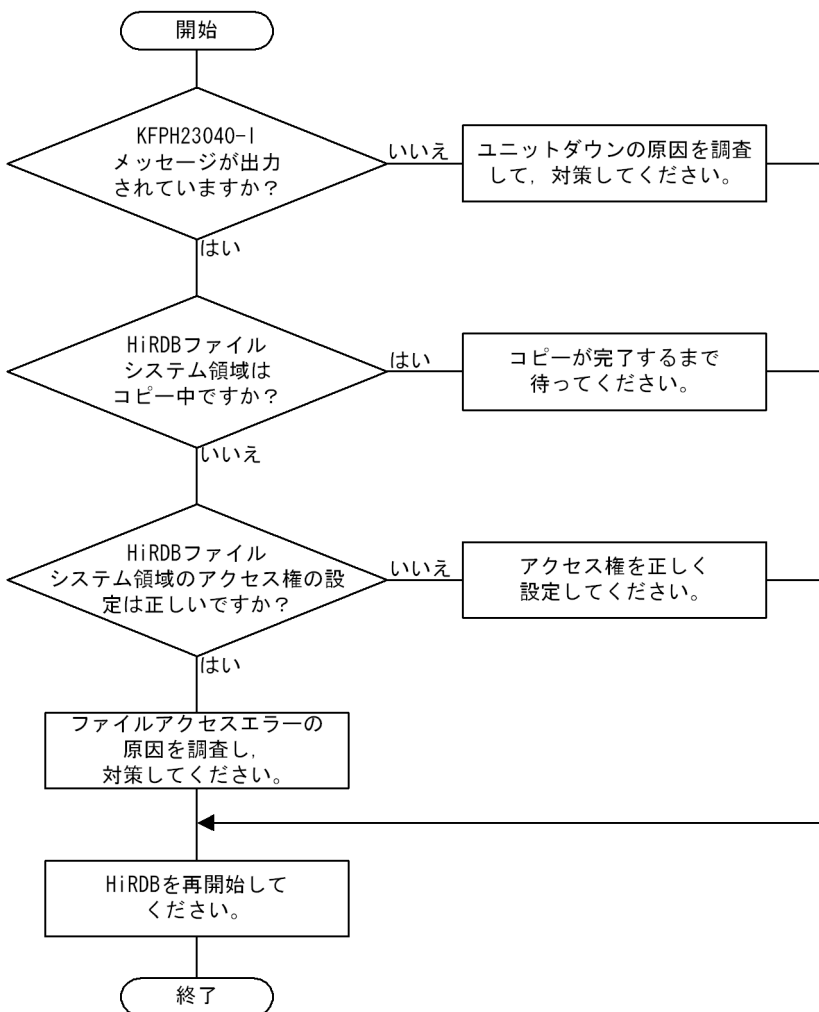 開始
KFPH23040-I
メッセージが出力
されていますか？
いいえ
ユニットダウンの原因を調査
して，対策してください。
はい
HiRDBファイル
システム領域は
コピー中ですか？
はい
コピーが完了するまで
待ってください。
いいえ
HiRDBファイル
システム領域のアクセス権の設
定は正しいですか？
いいえ
アクセス権を正しく
設定してください。
はい
ファイルアクセスエラーの
原因を調査し，
対策してください。
HiRDBを再開始して
ください。
終了